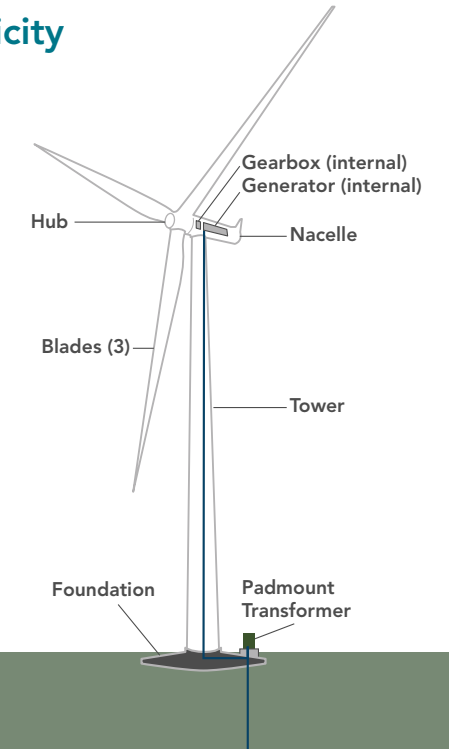 icity
Gearbox (internal)
Generator (internal)
Hub
Nacelle
Blades (3)
Tower
Foundation
Padmount
Transformer